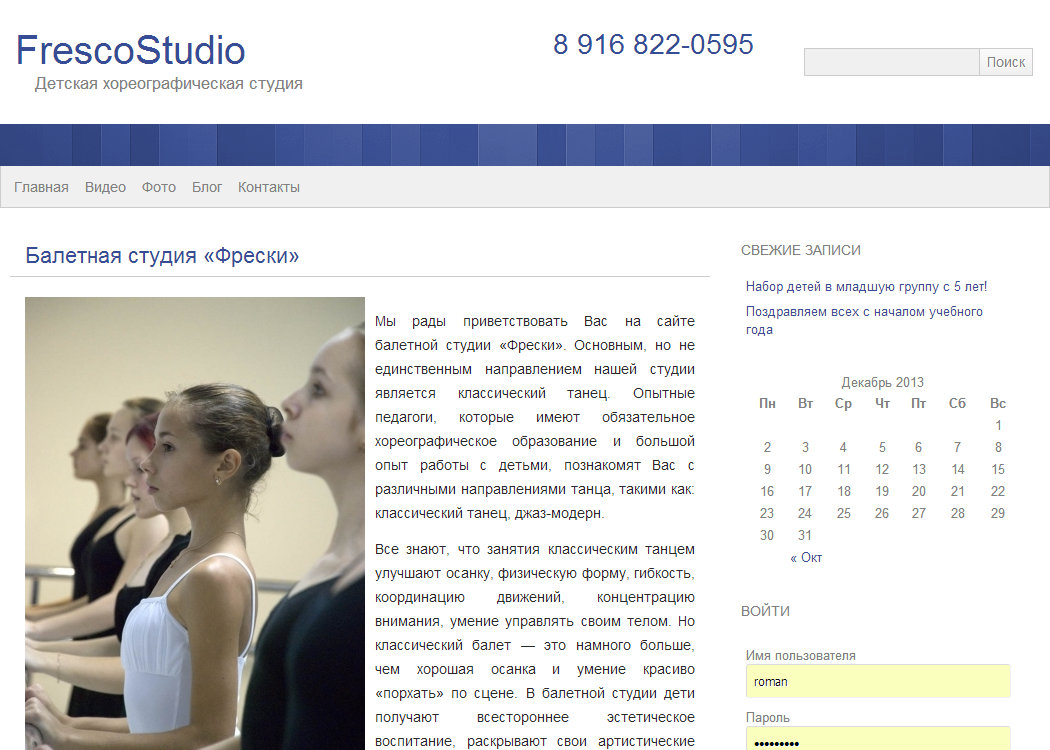 FrescoStudio
Детская хореографическая студия
8 916 822-0595
Поиск
Главная Видео Фото Блог Контакты
Балетная студия «Фрески»
Мы рады приветствовать Вас на сайте
балетной студии «Фрески». Основным, но не
единственным направлением нашей студии
является классический танец. Опытные
педагоги, которые имеют обязательное
хореографическое образование и большой
опыт работы с детьми, познакомят Вас с
различными направлениями танца, такими как:
классический танец, джаз-модерн.
Все знают, что занятия классическим танцем
улучшают осанку, физическую форму, гибкость,
координацию движений, концентрацию
внимания, умение управлять своим телом. Но
классический балет — это намного больше,
чем хорошая осанка и умение красиво
«порхать» по сцене. В балетной студии дети
получают всестороннее эстетическое
воспитание, раскрывают свои артистические
СВЕЖИЕ ЗАПИСИ
Набор детей в младшую группу с 5 лет!
Поздравляем всех с началом учебного
года
Декабрь 2013
Пн Вт Ср Чт Пт Сб Вс
1
2 3 4 5 6 7 8
9 10 11 12 13 14 15
16 17 18 19 20 21 22
23 24 25 26 27 28 29
30 31
« Окт
ВОЙТИ
Имя пользователя
roman
Пароль
•••••••••